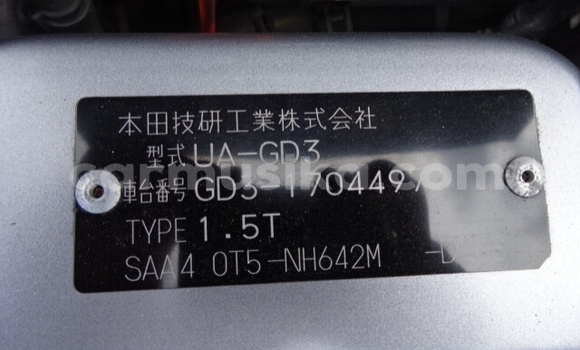 本田技研工業株式会社
型式 UA-GD3
車台番号 GD3-1704497
TYPE 1.5T
SAA4 0T5-NH642M -D